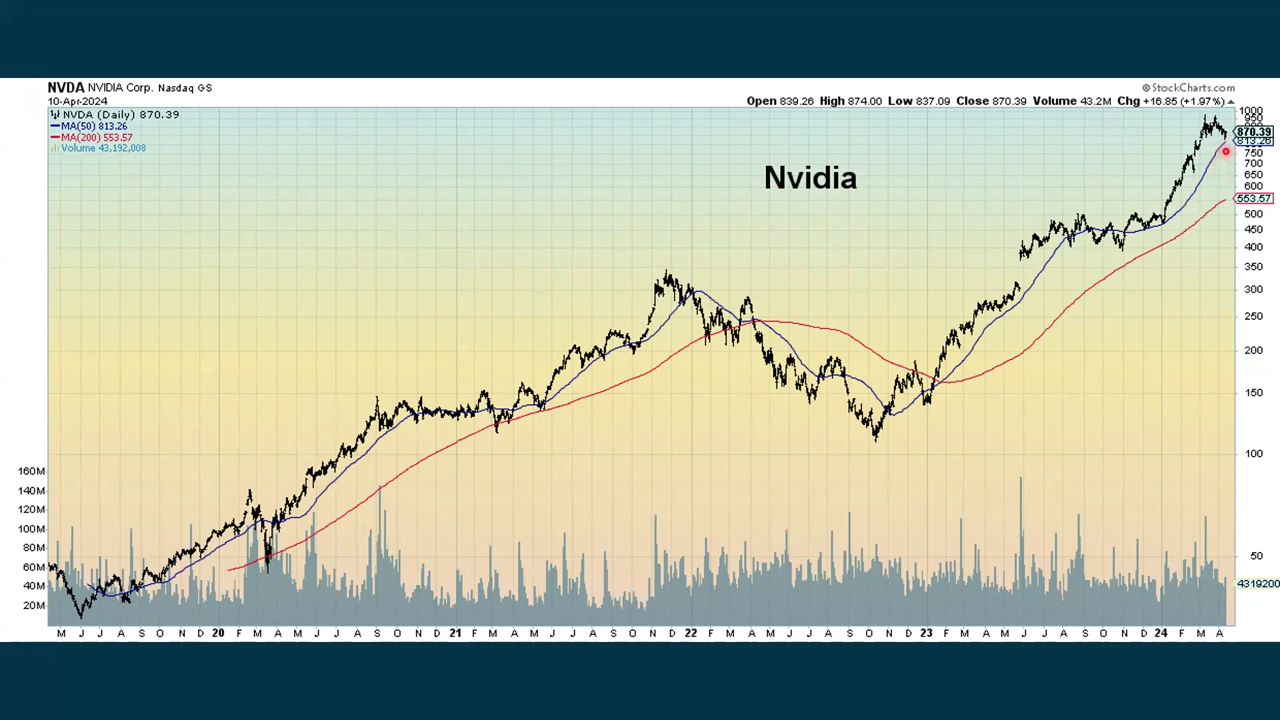 NVDA NVIDIA Corp. Nasdaq GS
© StockCharts.com
10-Apr-2024
Open 839.26 High 874.00 Low 837.09 Close 870.39 Volume 43.2M Chg +16.85 (+1.97%)
NVDA (Daily) 870.39
MA(50) 813.26
MA(200) 553.57
Volume 43,192,008
Nvidia
1000
950
870.39
813.26
750
700
650
600
553.57
500
450
400
350
300
250
200
150
100
50
4319200
160M
140M
120M
100M
80M
60M
40M
20M
M J J A S O N D 20 F M A M J J A S O N D 21 F M A M J J A S O N D 22 F M A M J J A S O N D 23 F M A M J J A S O N D 24 F M A